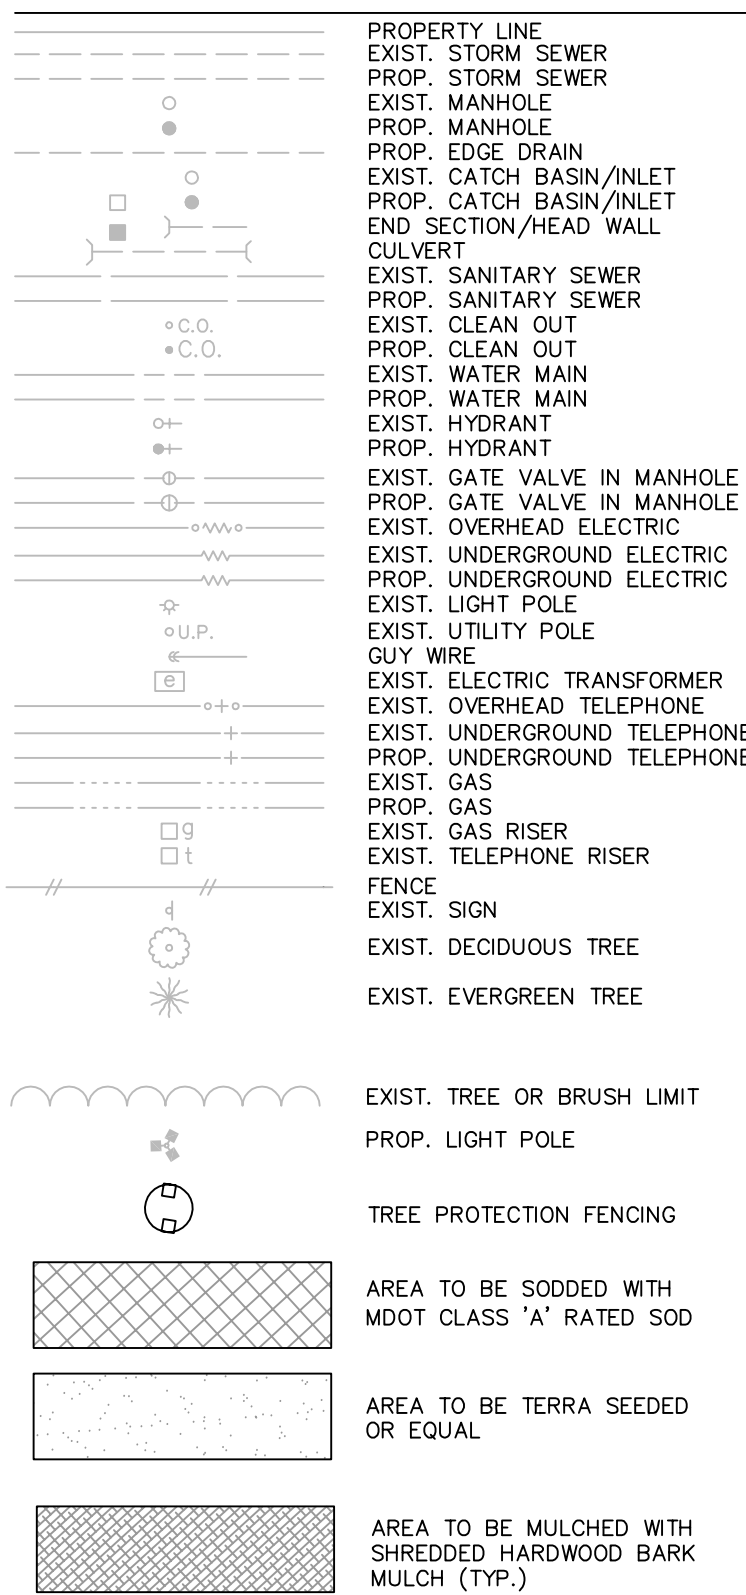 PROPERTY LINE
EXIST. STORM SEWER
PROP. STORM SEWER
EXIST. MANHOLE
PROP. MANHOLE
PROP. EDGE DRAIN
EXIST. CATCH BASIN/INLET
PROP. CATCH BASIN/INLET
END SECTION/HEAD WALL
CULVERT
EXIST. SANITARY SEWER
PROP. SANITARY SEWER
C.O. EXIST. CLEAN OUT
C.O. PROP. CLEAN OUT
EXIST. WATER MAIN
PROP. WATER MAIN
EXIST. HYDRANT
PROP. HYDRANT
EXIST. GATE VALVE IN MANHOLE
PROP. GATE VALVE IN MANHOLE
EXIST. OVERHEAD ELECTRIC
EXIST. UNDERGROUND ELECTRIC
PROP. UNDERGROUND ELECTRIC
EXIST. LIGHT POLE
U.P. EXIST. UTILITY POLE
GUY WIRE
e EXIST. ELECTRIC TRANSFORMER
EXIST. OVERHEAD TELEPHONE
EXIST. UNDERGROUND TELEPHONE
PROP. UNDERGROUND TELEPHONE
EXIST. GAS
PROP. GAS
g EXIST. GAS RISER
t EXIST. TELEPHONE RISER
FENCE
EXIST. SIGN
EXIST. DECIDUOUS TREE
EXIST. EVERGREEN TREE
EXIST. TREE OR BRUSH LIMIT
PROP. LIGHT POLE
TREE PROTECTION FENCING
AREA TO BE SODDED WITH
MDOT CLASS 'A' RATED SOD
AREA TO BE TERRA SEEDED
OR EQUAL
AREA TO BE MULCHED WITH
SHREDDED HARDWOOD BARK
MULCH (TYP.)